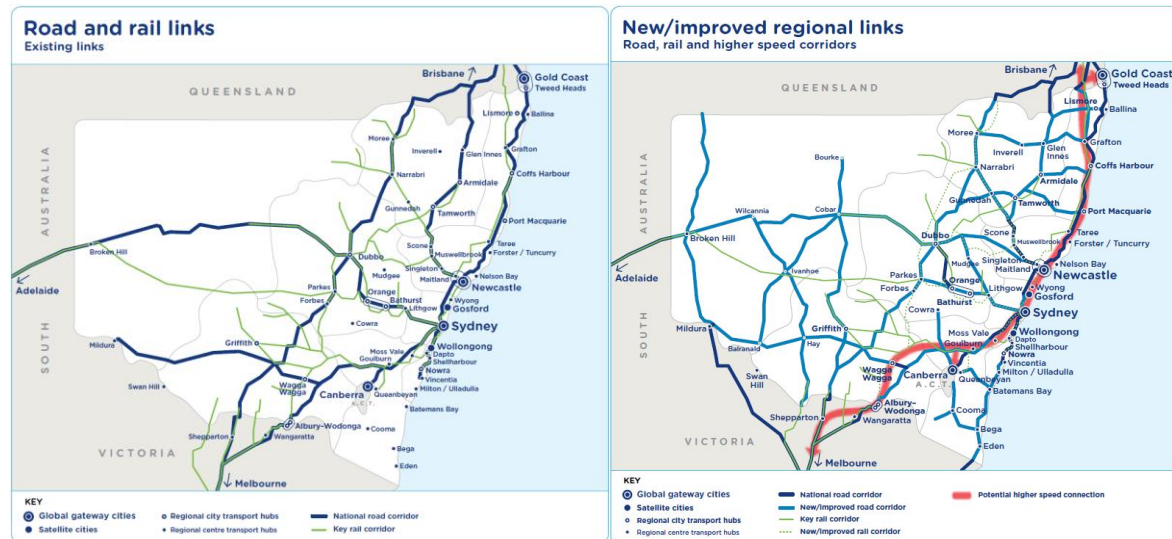 Road and rail links
Existing links
Brisbane
Gold Coast
Tweed Heads
QUEENSLAND
Lismore
Ballina
Moree
Inverell
Glen Innes
Grafton
Narrabri
Coffs Harbour
Armidale
AUSTRALIA
Gunnedah
Tamworth
Port Macquarie
Scone
Taree
Broken Hill
Dubbo
Muswellbrook
Forster / Tuncurry
Mudgee
Singleton
Nelson Bay
Maitland
Adelaide
Parkes
Orange
Newcastle
Forbes
Bathurst
Wyong
Lithgow
Gosford
Cowra
Sydney
SOUTH
Mildura
Griffith
Moss Vale
Wollongong
Goulburn
Dapto
Shellharbour
Nowra
Swan Hill
Wagga
Wagga
Vincentia
Canberra
Queanbeyan
Milton / Ulladulla
A.C.T.
Batemans Bay
Albury–Wodonga
Shepparton
Wangaratta
Cooma
VICTORIA
Bega
Eden
Melbourne
KEY
Global gateway cities
Regional city transport hubs
National road corridor
Satellite cities
Regional centre transport hubs
Key rail corridor
New/improved regional links
Road, rail and higher speed corridors
Brisbane
Gold Coast
Tweed Heads
QUEENSLAND
Lismore
Ballina
Moree
Inverell
Glen
Innes
Grafton
Bourke
Narrabri
Coffs Harbour
Armidale
AUSTRALIA
Gunnedah
Tamworth
Wilcannia
Cobar
Port Macquarie
Broken Hill
Dubbo
Scone
Taree
Muswellbrook
Forster / Tuncurry
Mudgee
Singleton
Nelson Bay
Maitland
Adelaide
Ivanhoe
Parkes
Orange
Newcastle
Forbes
Lithgow
Wyong
Bathurst
Gosford
Cowra
Sydney
SOUTH
Mildura
Griffith
Moss Vale
Wollongong
Balranald
Hay
Goulburn
Dapto
Shellharbour
Nowra
Swan
Hill
Wagga
Wagga
Canberra
Vincentia
Queanbeyan
Milton / Ulladulla
A.C.T.
Batemans Bay
Albury-
Wodonga
Shepparton
Wangaratta
Cooma
VICTORIA
Bega
Eden
Melbourne
KEY
Global gateway cities
National road corridor
Potential higher speed connection
Satellite cities
New/Improved road corridor
Regional city transport hubs
Key rail corridor
Regional centre transport hubs
New/Improved rail corridor